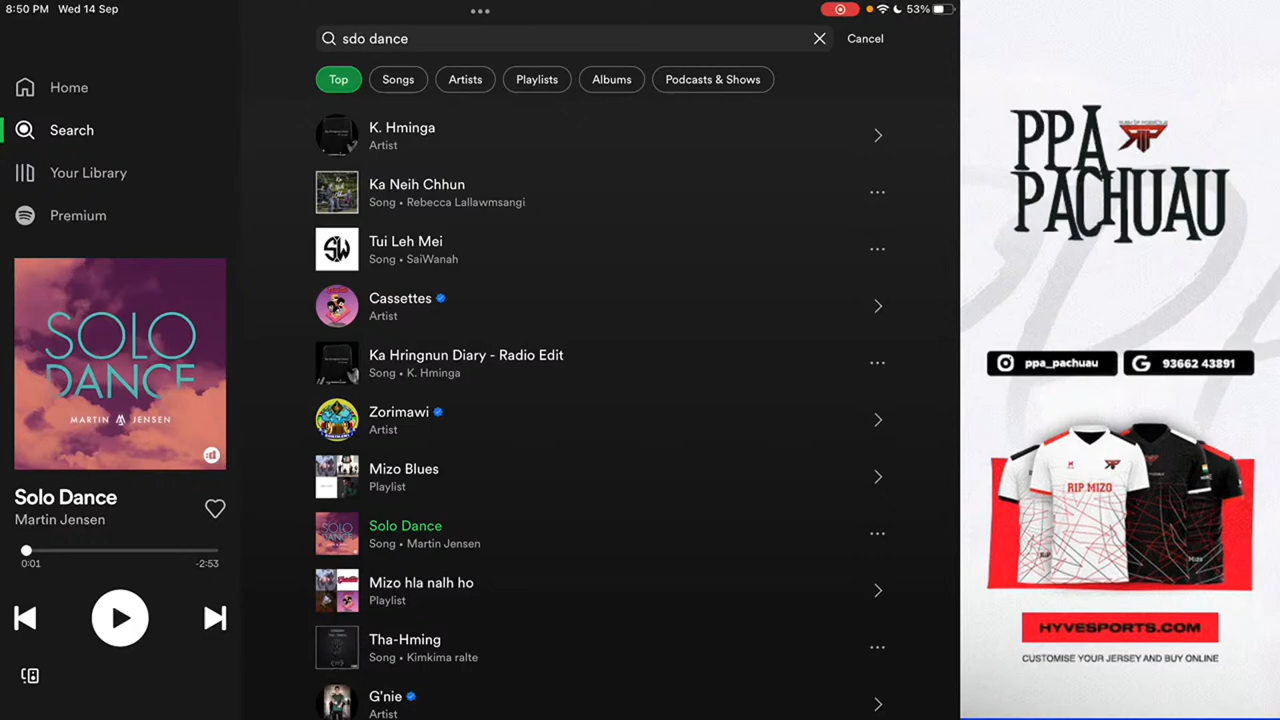 8:50 PM Wed 14 Sep
53%
Home
Search
Your Library
Premium
SOLO
DANCE
MARTIN JENSEN
Solo Dance
Martin Jensen
0:01
-2:53
sdo dance
Cancel
Top
Songs
Artists
Playlists
Albums
Podcasts & Shows
K. Hminga
Artist
Ka Neih Chhun
Song • Rebecca Lallawmsangi
Tui Leh Mei
Song • SaiWanah
Cassettes
Artist
Ka Hringnun Diary - Radio Edit
Song • K. Hminga
Zorimawi
Artist
Mizo Blues
Playlist
Solo Dance
Song • Martin Jensen
Mizo hla nalh ho
Playlist
Tha-Hming
Song • Kimkima ralte
G'nie
Artist
PPA
PACHUAU
ppa_pachuau
93662 43891
RIP MIZO
HYVESPORTS.COM
CUSTOMISE YOUR JERSEY AND BUY ONLINE